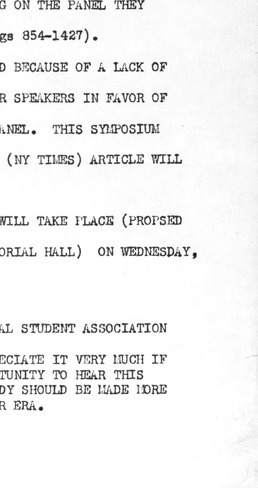 G ON THE PANEL THEY
gs 854-1427).
D BECAUSE OF A LACK OF
R SPEAKERS IN FAVOR OF
ANEL. THIS SYMPOSIUM
(NY TIMES) ARTICLE WILL
WILL TAKE PLACE (PROPSED
ORIAL HALL) ON WEDNESDAY,
AL STUDENT ASSOCIATION
ECIATE IT VERY MUCH IF
TUNITY TO HEAR THIS
DY SHOULD BE MADE MORE
R ERA.